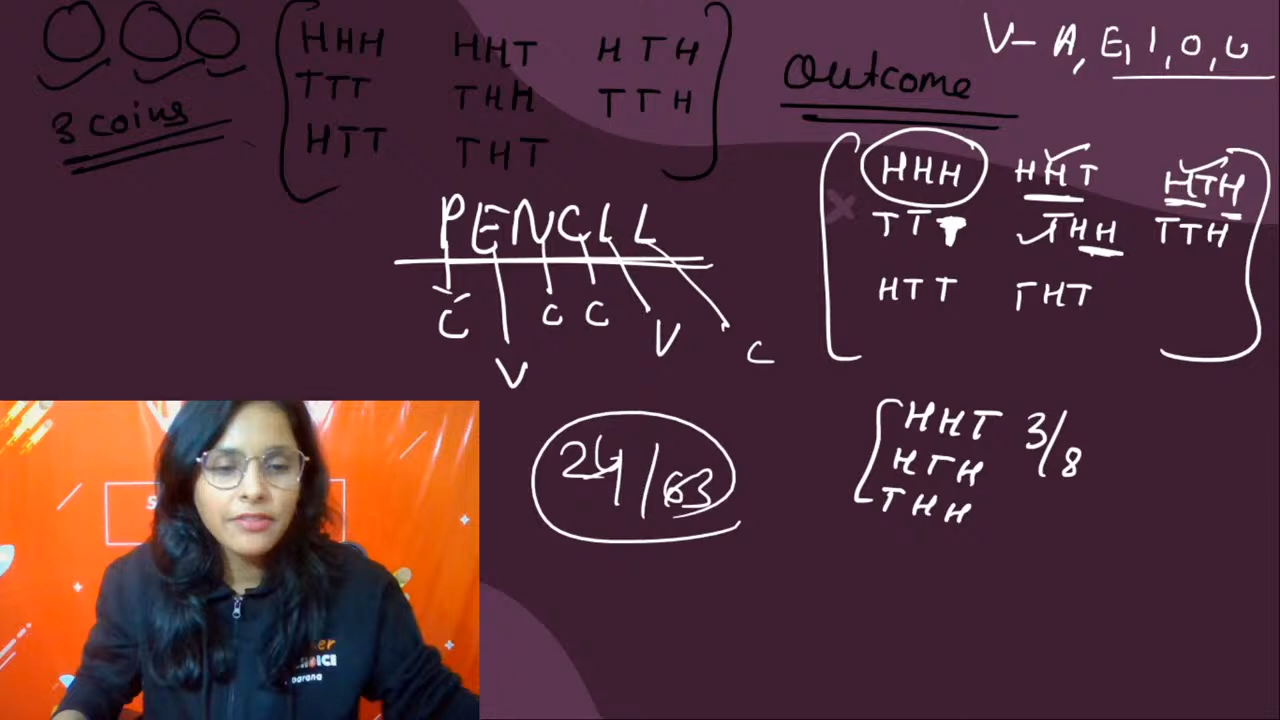 HHH HHT HTH
TTT THH TTH
HTT THT
3 coins
Outcome
V- A, E, I, O, U
HHH HHT HTH
TTT THH TTH
HTT THT
PENCIL
C V C C V C
24/63
HHT 3/8
HTH
THH